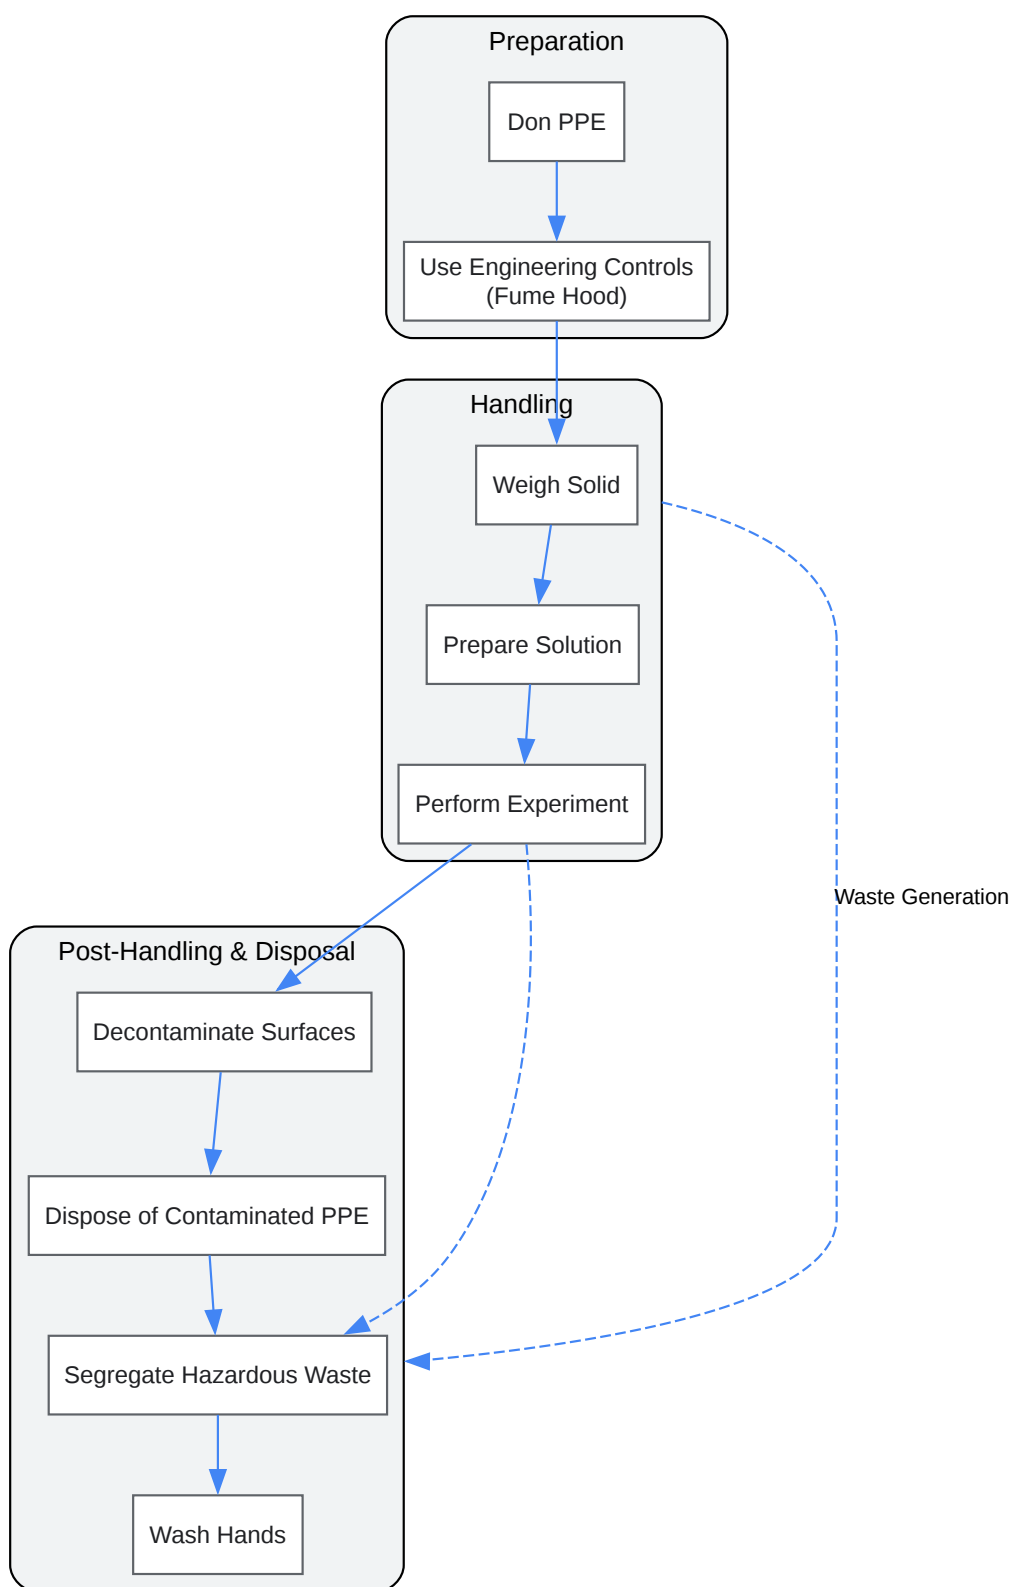 Preparation
Don PPE
Use Engineering Controls
(Fume Hood)
Handling
Weigh Solid
Prepare Solution
Perform Experiment
Waste Generation
Post-Handling & Disposal
Decontaminate Surfaces
Dispose of Contaminated PPE
Segregate Hazardous Waste
Wash Hands